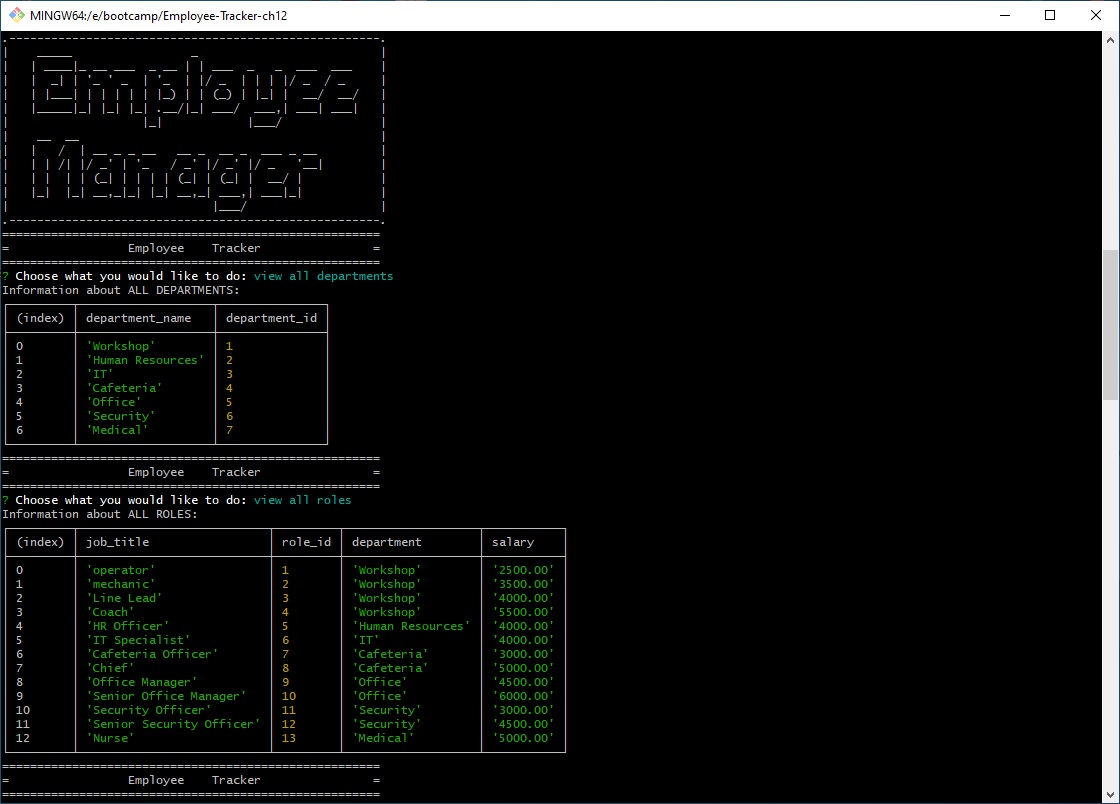 MINGW64:/e/bootcamp/Employee-Tracker-ch12
Employee
Manager
=====================================================
= Employee Tracker =
=====================================================
? Choose what you would like to do: view all departments
Information about ALL DEPARTMENTS:
(index) department_name department_id
0 'Workshop' 1
1 'Human Resources' 2
2 'IT' 3
3 'Cafeteria' 4
4 'Office' 5
5 'Security' 6
6 'Medical' 7
=====================================================
= Employee Tracker =
=====================================================
? Choose what you would like to do: view all roles
Information about ALL ROLES:
(index) job_title role_id department salary
0 'operator' 1 'Workshop' '2500.00'
1 'mechanic' 2 'Workshop' '3500.00'
2 'Line Lead' 3 'Workshop' '4000.00'
3 'Coach' 4 'Workshop' '5500.00'
4 'HR Officer' 5 'Human Resources' '4000.00'
5 'IT Specialist' 6 'IT' '4000.00'
6 'Cafeteria Officer' 7 'Cafeteria' '3000.00'
7 'Chief' 8 'Cafeteria' '5000.00'
8 'Office Manager' 9 'Office' '4500.00'
9 'Senior Office Manager' 10 'Office' '6000.00'
10 'Security Officer' 11 'Security' '3000.00'
11 'Senior Security Officer' 12 'Security' '4500.00'
12 'Nurse' 13 'Medical' '5000.00'
=====================================================
= Employee Tracker =
=====================================================